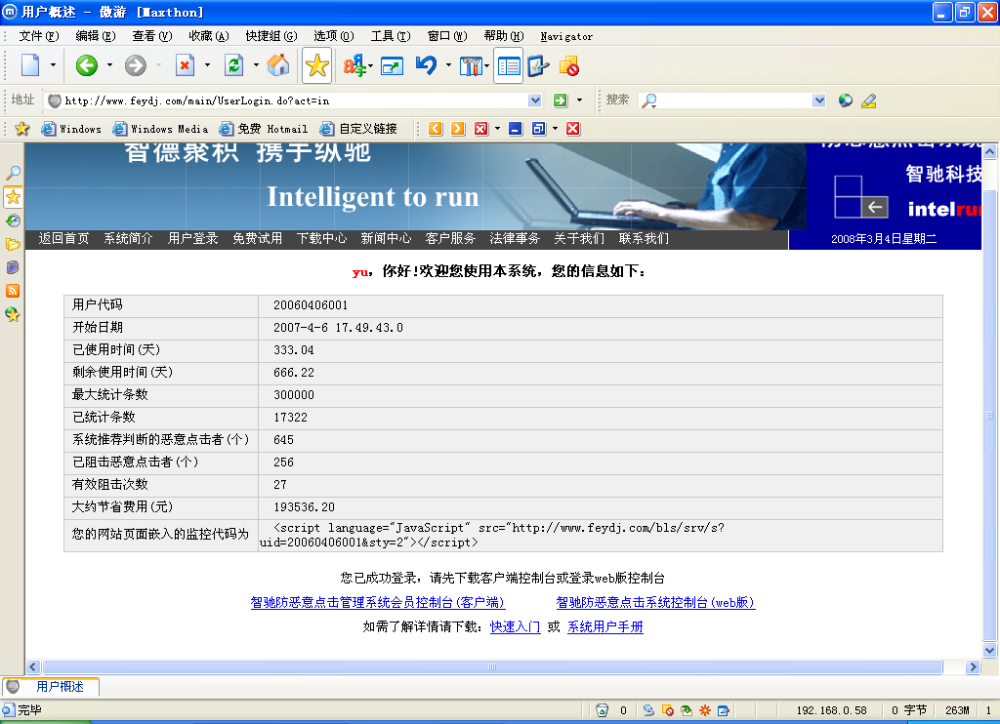 用户概述 - 傲游 [Maxthon]
文件(F) 编辑(E) 查看(V) 收藏(A) 快捷组(G) 选项(O) 工具(T) 窗口(W) 帮助(H) Navigator
地址 http://www.feydj.com/main/UserLogin.do?act=in 搜索
Windows Windows Media 免费 Hotmail 自定义链接
智德聚积 携手纵驰
智驰科技
Intelligent to run
intelrun
返回首页 系统简介 用户登录 免费试用 下载中心 新闻中心 客户服务 法律事务 关于我们 联系我们 2008年3月4日星期二
yu, 你好!欢迎您使用本系统, 您的信息如下:
用户代码 20060406001
开始日期 2007-4-6 17.49.43.0
已使用时间(天) 333.04
剩余使用时间(天) 666.22
最大统计条数 300000
已统计条数 17322
系统推荐判断的恶意点击者(个) 645
已阻击恶意点击者(个) 256
有效阻击次数 27
大约节省费用(元) 193536.20
您的网站页面嵌入的监控代码为 <script language="JavaScript" src="http://www.feydj.com/bls/srv/s?
uid=20060406001&sty=2"></script>
您已成功登录, 请先下载客户端控制台或登录web版控制台
智驰防恶意点击管理系统会员控制台(客户端) 智驰防恶意点击系统控制台(web版)
如需了解详情请下载: 快速入门 或 系统用户手册
用户概述
完毕 0 192.168.0.58 0 字节 263M 1